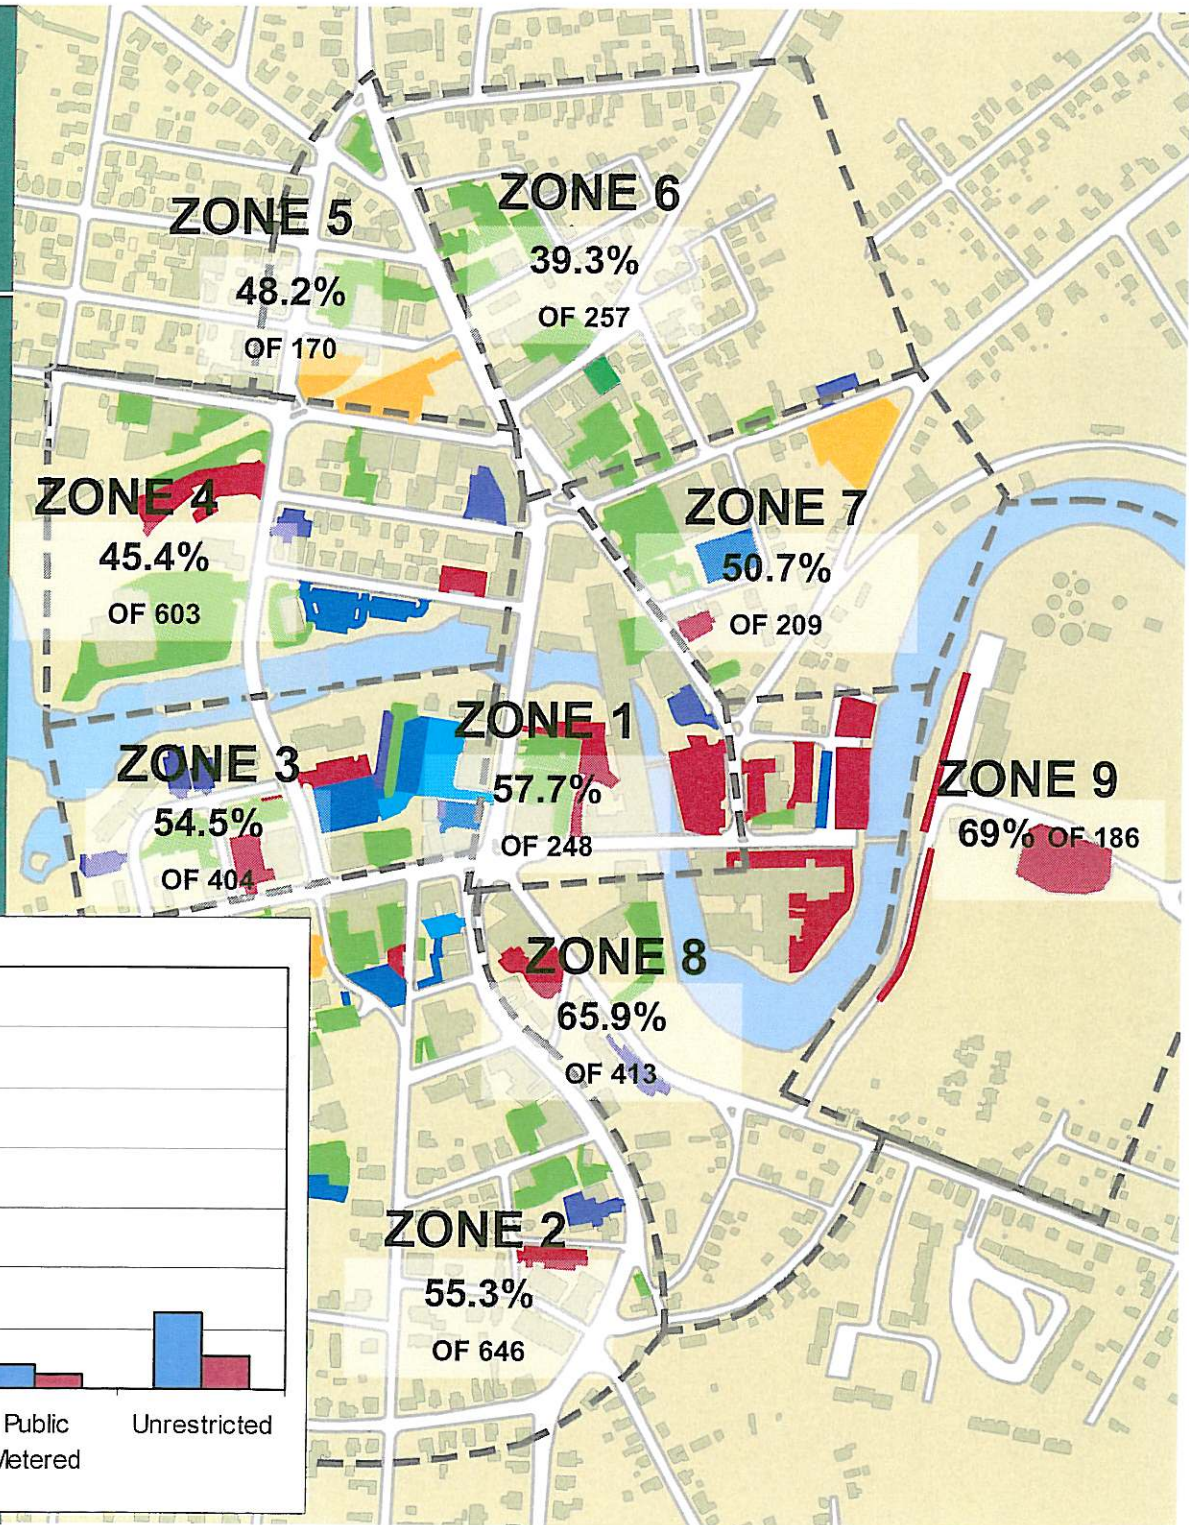 ZONE 5
48.2%
OF 170
ZONE 6
39.3%
OF 257
ZONE 4
45.4%
OF 603
ZONE 7
50.7%
OF 209
ZONE 3
54.5%
OF 404
ZONE 1
57.7%
OF 248
ZONE 9
69% OF 186
ZONE 8
65.9%
OF 413
ZONE 2
55.3%
OF 646
Public
Metered
Unrestricted